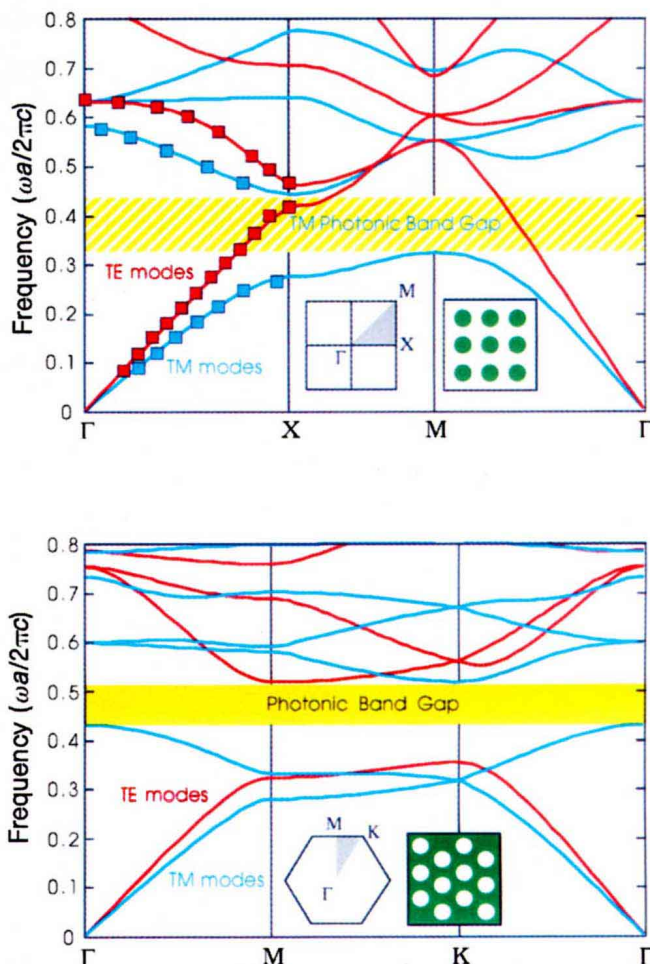 Frequency (ωa/2πc)
0.8
0.7
0.6
0.5
0.4
0.3
0.2
0.1
0
TM Photonic Band Gap
TE modes
TM modes
M
X
Γ
Γ
X
M
Γ
Frequency (ωa/2πc)
0.8
0.7
0.6
0.5
0.4
0.3
0.2
0.1
0
Photonic Band Gap
TE modes
TM modes
M
K
Γ
Γ
M
K
Γ